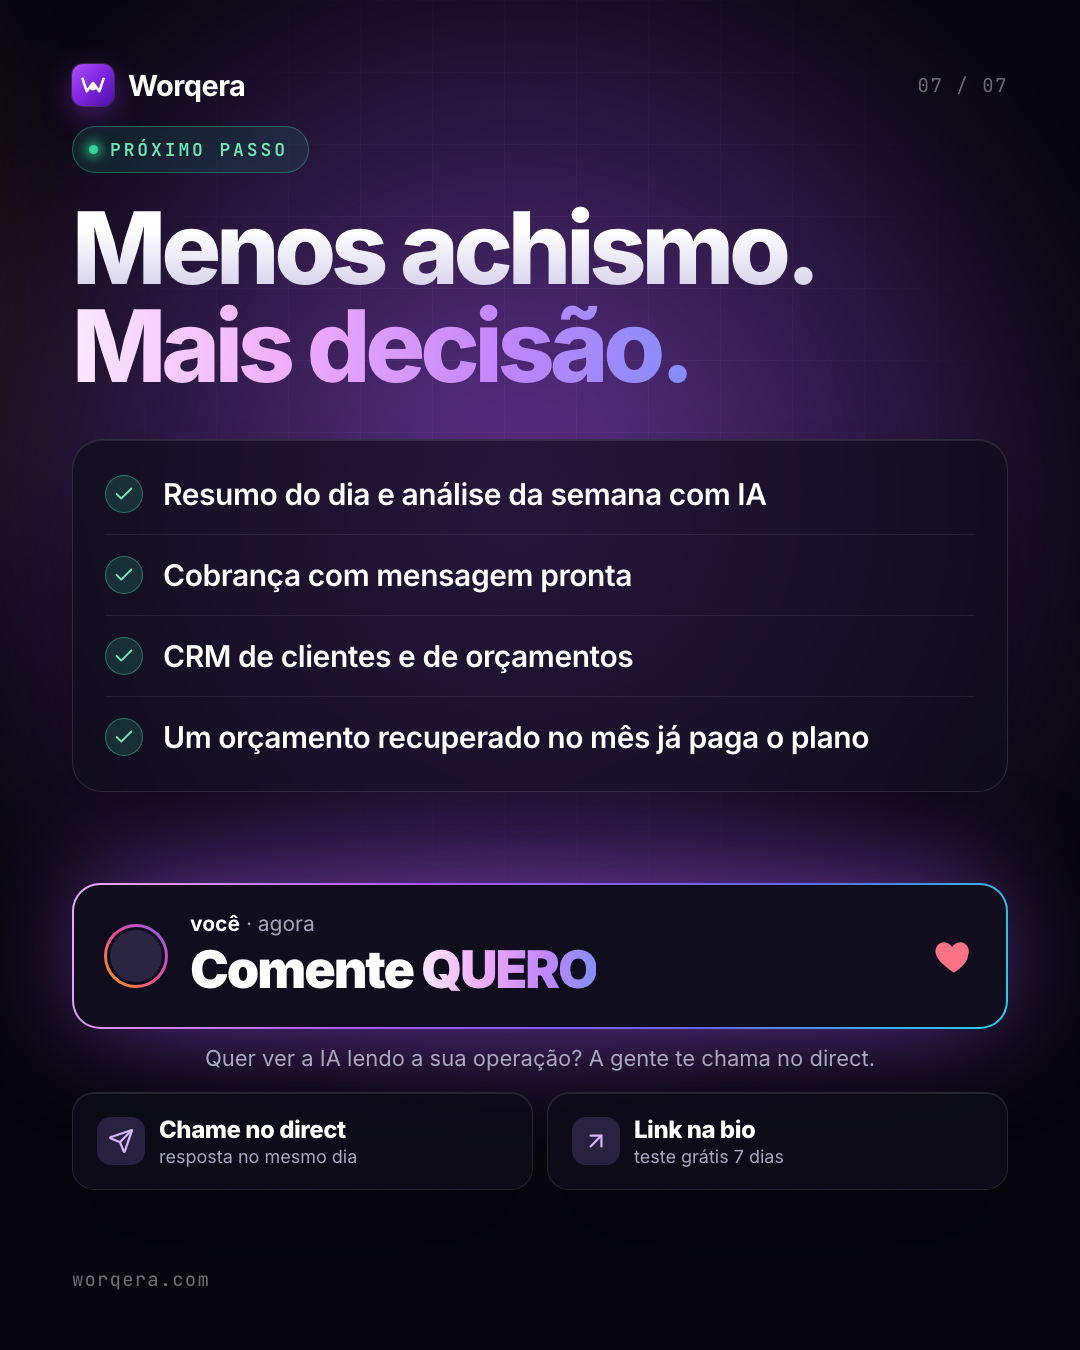 Worqera
07 / 07
PRÓXIMO PASSO
Menos achismo.
Mais decisão.
Resumo do dia e análise da semana com IA
Cobrança com mensagem pronta
CRM de clientes e de orçamentos
Um orçamento recuperado no mês já paga o plano
você · agora
Comente QUERO
Quer ver a IA lendo a sua operação? A gente te chama no direct.
Chame no direct
resposta no mesmo dia
Link na bio
teste grátis 7 dias
worqera.com